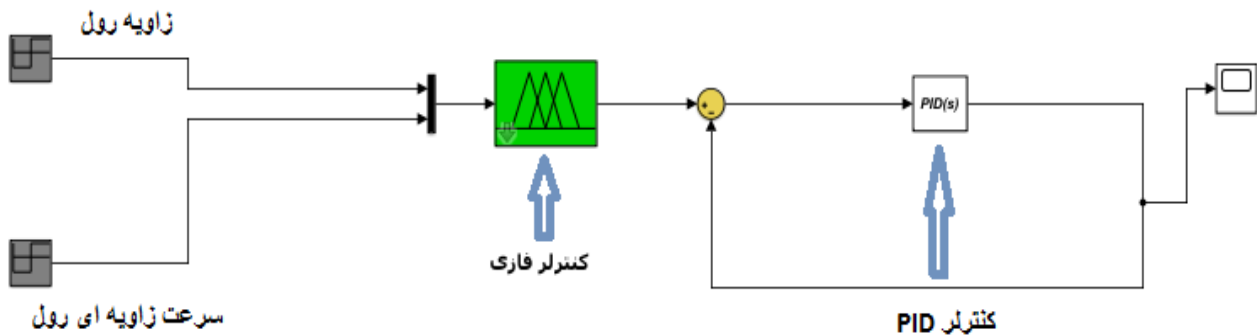 زاویه رول
PID(s)
کنترلر فازی
سرعت زاویه ای رول
کنترلر PID